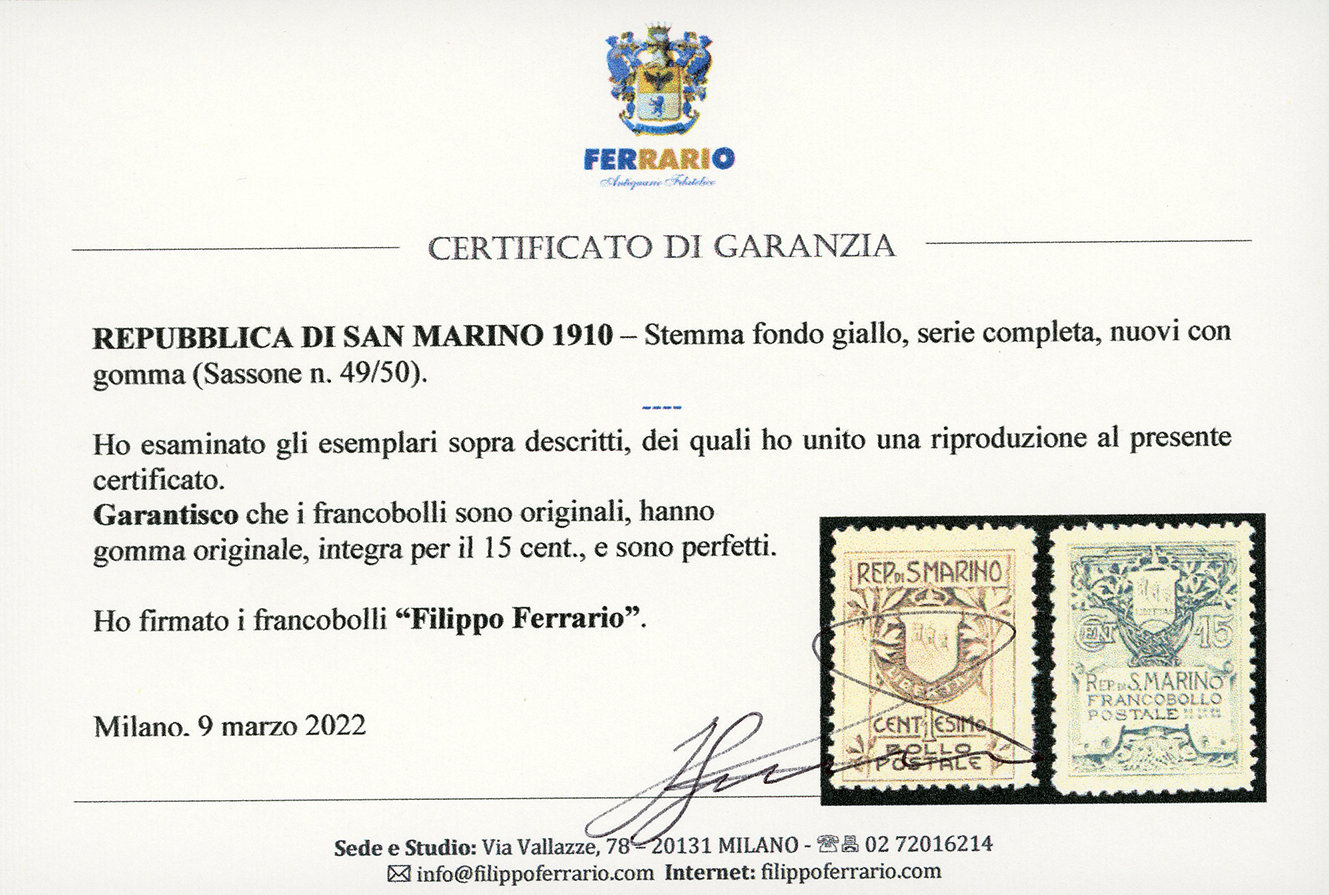 FERRARIO
Antiquario Filatelico
CERTIFICATO DI GARANZIA
REPUBBLICA DI SAN MARINO 1910 – Stemma fondo giallo, serie completa, nuovi con
gomma (Sassone n. 49/50).
----
Ho esaminato gli esemplari sopra descritti, dei quali ho unito una riproduzione al presente
certificato.
Garantisco che i francobolli sono originali, hanno
gomma originale, integra per il 15 cent., e sono perfetti.
Ho firmato i francobolli “Filippo Ferrario”.
Milano. 9 marzo 2022
REP. DI S. MARINO
LIBERTAS
CENT1ESIMO
BOLLO
POSTALE
LIBERTAS
CENT 15
REP. DI S. MARINO
FRANCOBOLLO
POSTALE
Sede e Studio: Via Vallazze, 78 – 20131 MILANO - 02 72016214
info@filippoferrario.com Internet: filippoferrario.com